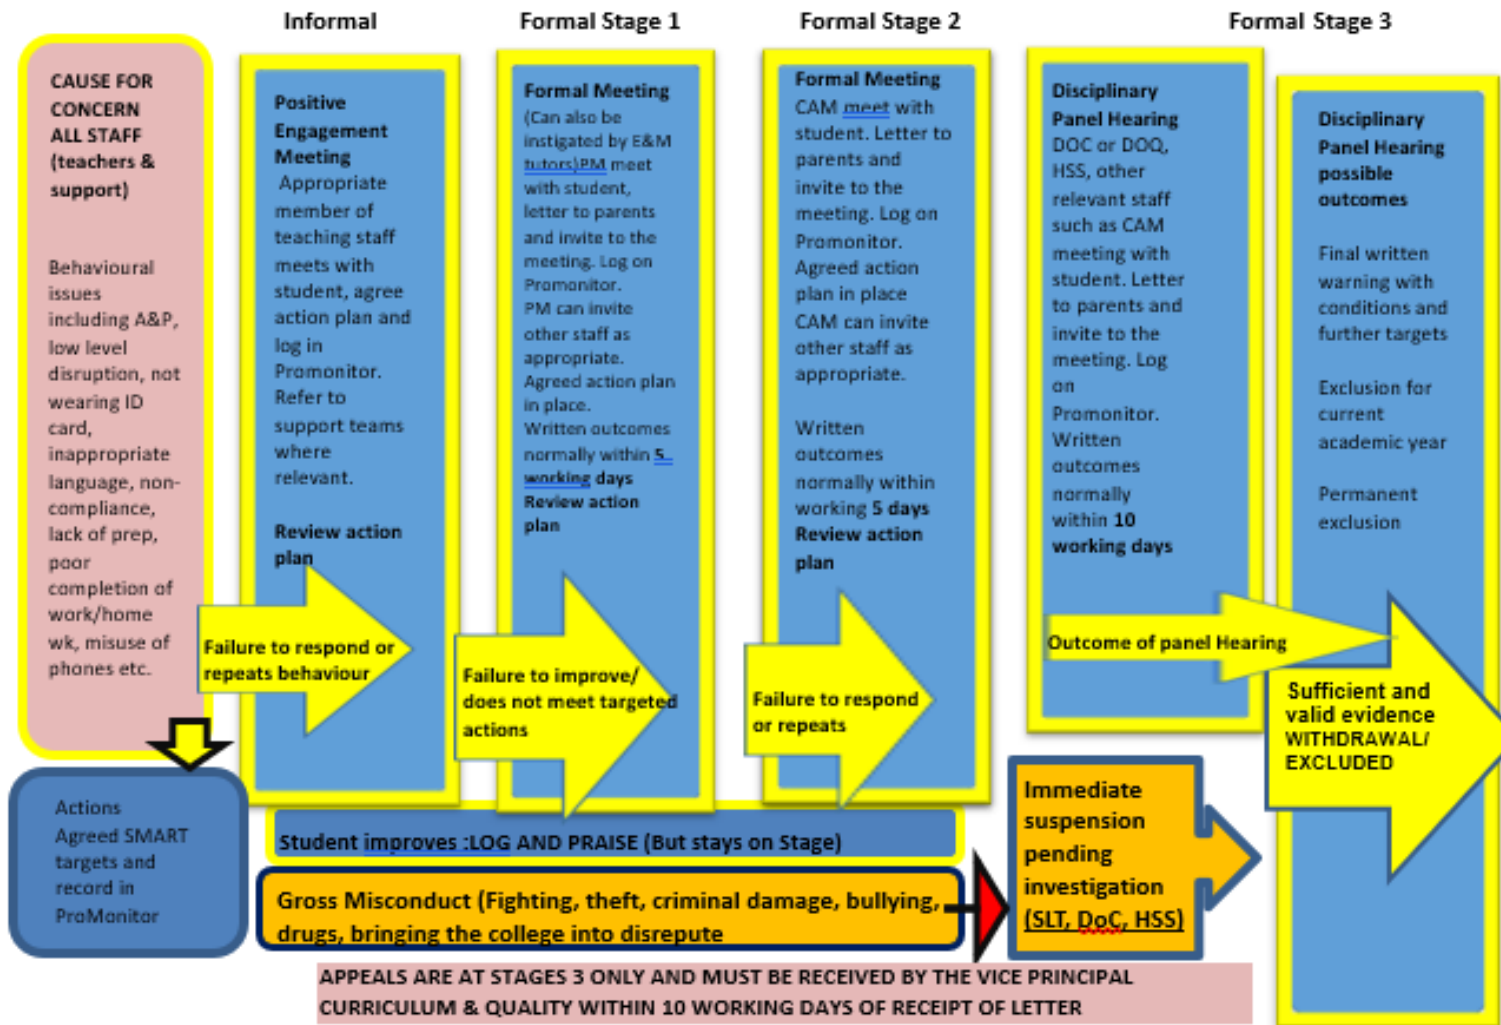 Informal
Formal Stage 1
Formal Stage 2
Formal Stage 3
CAUSE FOR
CONCERN
ALL STAFF
(teachers &
support)
Behavioural
issues
including A&P,
low level
disruption, not
wearing ID
card,
inappropriate
language, non-
compliance,
lack of prep,
poor
completion of
work/home
wk, misuse of
phones etc.
Actions
Agreed SMART
targets and
record in
ProMonitor
Positive
Engagement
Meeting
Appropriate
member of
teaching staff
meets with
student, agree
action plan and
log in
Promonitor.
Refer to
support teams
where
relevant.
Review action
plan
Failure to respond or
repeats behaviour
Formal Meeting
(Can also be
instigated by E&M
tutors)PM meet
with student,
letter to parents
and invite to the
meeting. Log on
Promonitor.
PM can invite
other staff as
appropriate.
Agreed action plan
in place.
Written outcomes
normally within 5
working days
Review action
plan
Failure to improve/
does not meet targeted
actions
Formal Meeting
CAM meet with
student. Letter to
parents and
invite to the
meeting. Log on
Promonitor.
Agreed action
plan in place
CAM can invite
other staff as
appropriate.
Written
outcomes
normally within
working 5 days
Review action
plan
Failure to respond
or repeats
Disciplinary
Panel Hearing
DOC or DOQ,
HSS, other
relevant staff
such as CAM
meeting with
student. Letter
to parents and
invite to the
meeting. Log
on
Promonitor.
Written
outcomes
normally
within 10
working days
Outcome of panel Hearing
Disciplinary
Panel Hearing
possible
outcomes
Final written
warning with
conditions and
further targets
Exclusion for
current
academic year
Permanent
exclusion
Sufficient and
valid evidence
WITHDRAWAL/
EXCLUDED
Student improves :LOG AND PRAISE (But stays on Stage)
Gross Misconduct (Fighting, theft, criminal damage, bullying,
drugs, bringing the college into disrepute
Immediate
suspension
pending
investigation
(SLT, DoC, HSS)
APPEALS ARE AT STAGES 3 ONLY AND MUST BE RECEIVED BY THE VICE PRINCIPAL
CURRICULUM & QUALITY WITHIN 10 WORKING DAYS OF RECEIPT OF LETTER